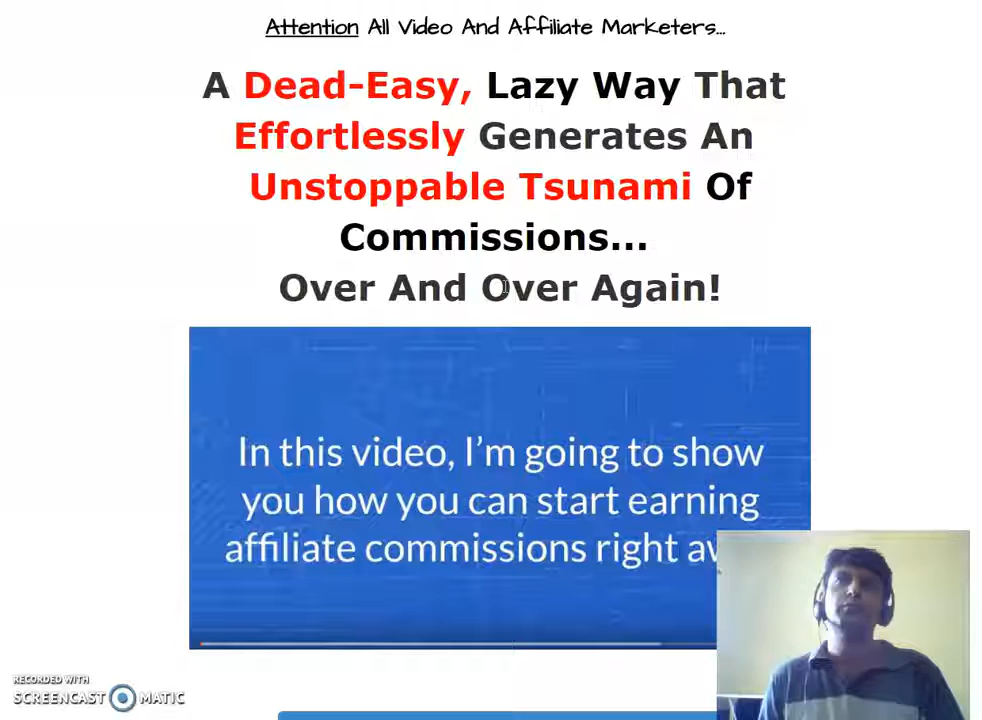 Attention All Video And Affiliate Marketers...
A Dead-Easy, Lazy Way That
Effortlessly Generates An
Unstoppable Tsunami Of
Commissions...
Over And Over Again!
In this video, I'm going to show
you how you can start earning
affiliate commissions right
RECORDED WITH
SCREENCAST MATIC